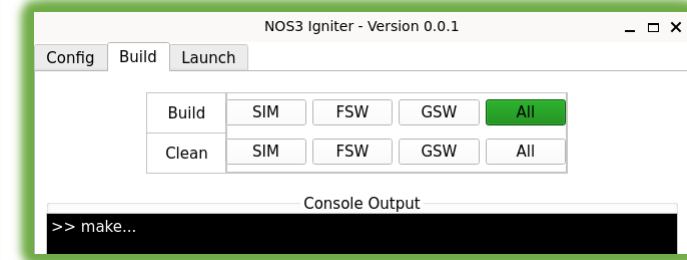 NOS3 Igniter - Version 0.0.1
Config Build Launch
Build SIM FSW GSW All
Clean SIM FSW GSW All
Console Output
>> make...